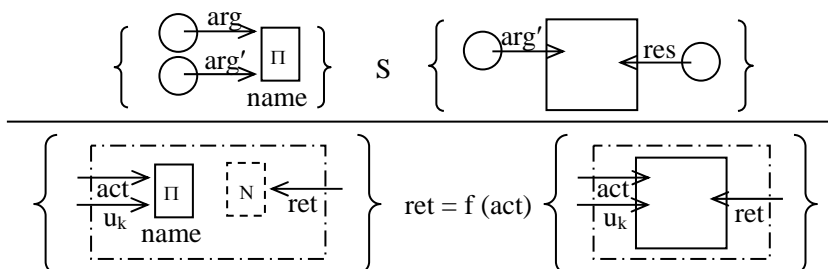 arg
arg′ Π S arg′ res
name
act Π N ret ret = f (act) act ret
u_k u_k
name